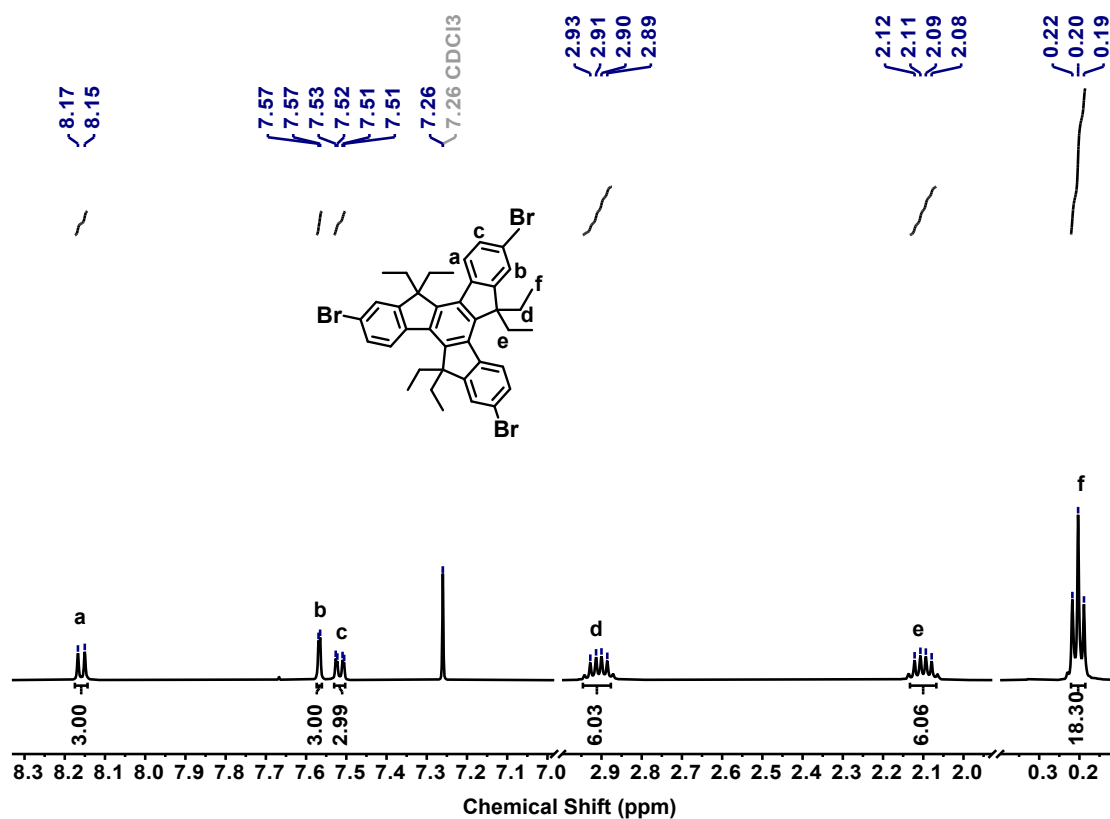 8.17
8.15
7.57
7.57
7.53
7.52
7.51
7.51
7.26
7.26 CDCl3
2.93
2.91
2.90
2.89
2.12
2.11
2.09
2.08
0.22
0.20
0.19
Br
c
a
b
f
d
e
Br
Br
a
b
c
d
e
f
3.00
3.00
2.99
6.03
6.06
18.30
8.3 8.2 8.1 8.0 7.9 7.8 7.7 7.6 7.5 7.4 7.3 7.2 7.1 7.0 2.9 2.8 2.7 2.6 2.5 2.4 2.3 2.2 2.1 2.0 0.3 0.2
Chemical Shift (ppm)